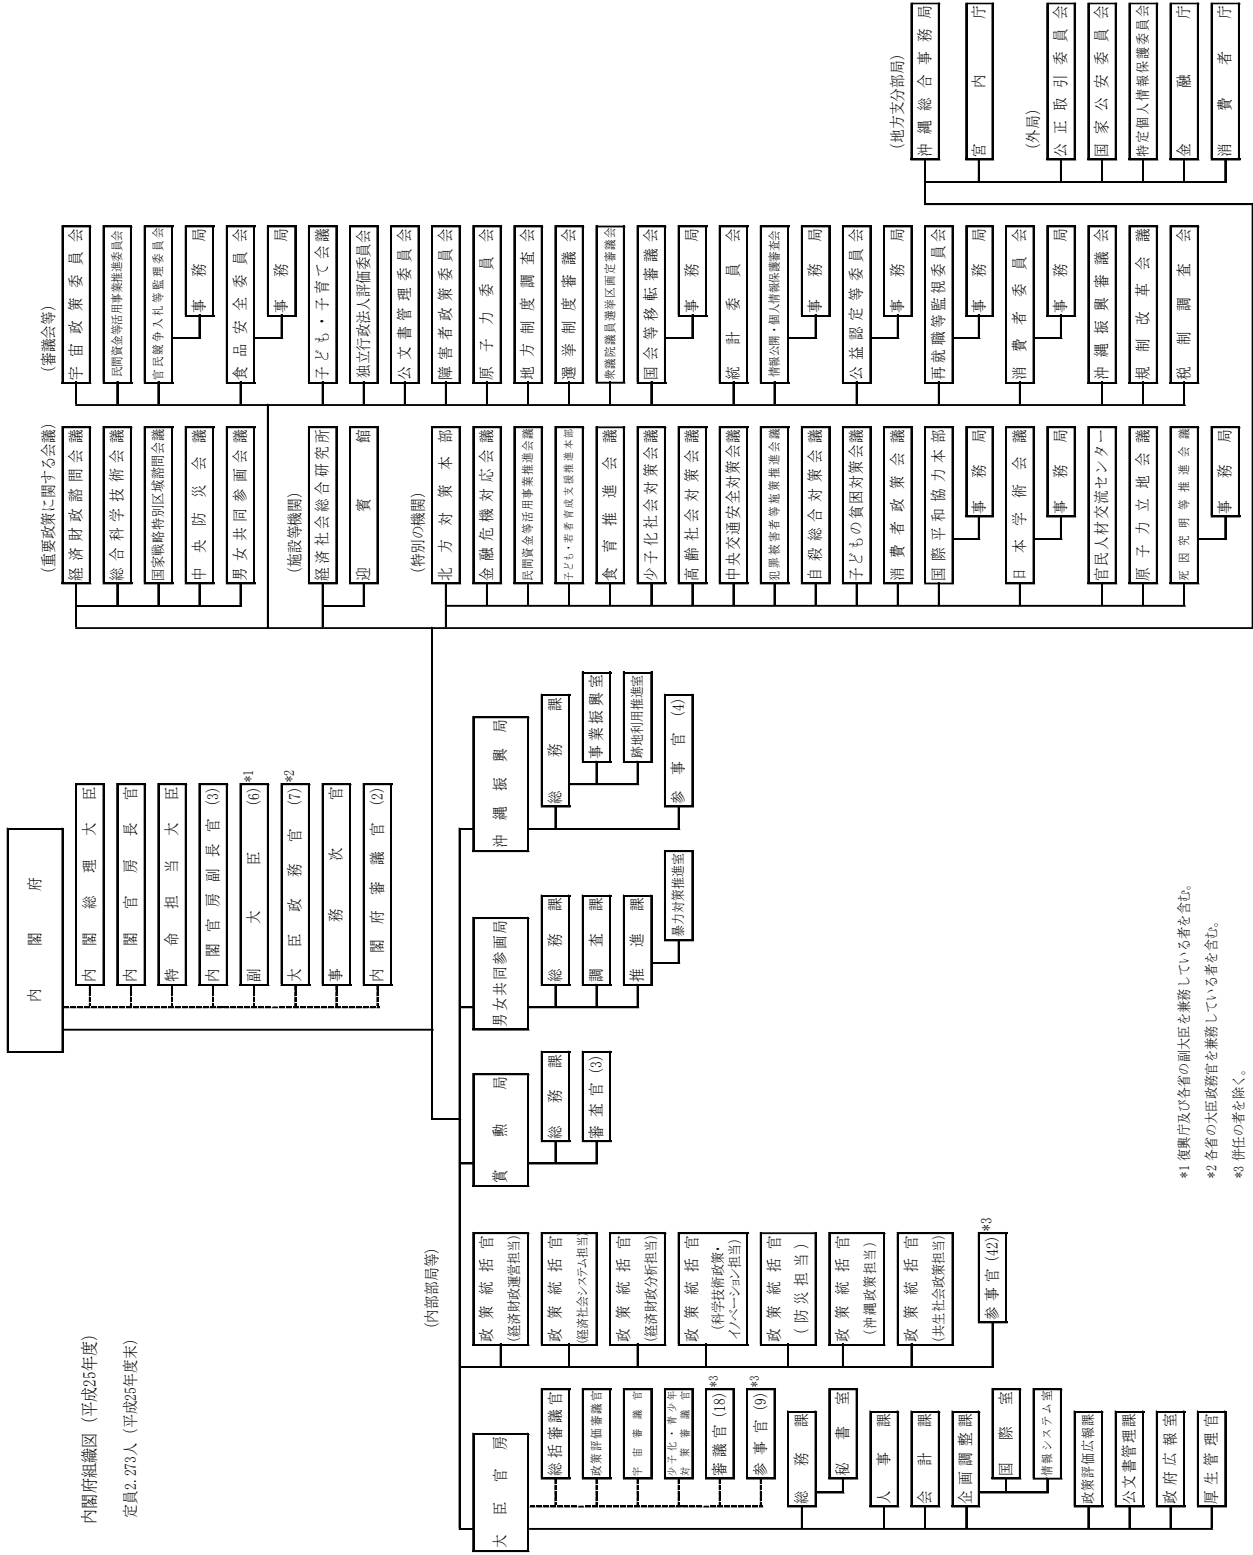 内閣府組織図（平成25年度）
定員2,273人（平成25年度末）
内閣府
内閣総理大臣
内閣官房長官
特命担当大臣
内閣官房副長官(3)
副大臣(6)*1
大臣政務官(7)*2
事務次官
内閣府審議官(2)
(内部部局等)
大臣官房
総括審議官
政策評価審議官
宇宙審議官
少子化・青少年
対策審議官
審議官(18)*3
参事官(9)*3
総務課
秘書室
人事課
会計課
企画調整課
国際室
情報システム室
政策評価広報課
公文書管理課
政府広報室
厚生管理官
政策統括官
(経済財政運営担当)
政策統括官
(経済社会システム担当)
政策統括官
(経済財政分析担当)
政策統括官
(科学技術政策・
イノベーション担当)
政策統括官
(防災担当)
政策統括官
(沖縄政策担当)
政策統括官
(共生社会政策担当)
参事官(42)*3
賞勲局
総務課
審査官(3)
男女共同参画局
総務課
調査課
推進課
暴力対策推進室
沖縄振興局
総務課
事業振興室
跡地利用推進室
参事官(4)
(重要政策に関する会議)
経済財政諮問会議
総合科学技術会議
国家戦略特別区域諮問会議
中央防災会議
男女共同参画会議
(施設等機関)
経済社会総合研究所
迎賓館
(特別の機関)
北方対策本部
金融危機対応会議
民間資金等活用事業推進会議
子ども・若者育成支援推進本部
食育推進会議
少子化社会対策会議
高齢社会対策会議
中央交通安全対策会議
犯罪被害者等施策推進会議
自殺総合対策会議
子どもの貧困対策会議
消費者政策会議
国際平和協力本部
事務局
日本学術会議
事務局
官民人材交流センター
原子力立地会議
死因究明等推進会議
事務局
(審議会等)
宇宙政策委員会
民間資金等活用事業推進委員会
官民競争入札等監理委員会
事務局
食品安全委員会
事務局
子ども・子育て会議
独立行政法人評価委員会
公文書管理委員会
障害者政策委員会
原子力委員会
地方制度調査会
選挙制度審議会
衆議院議員選挙区画定審議会
国会等移転審議会
事務局
統計委員会
情報公開・個人情報保護審査会
事務局
公益認定等委員会
事務局
再就職等監視委員会
事務局
消費者委員会
事務局
沖縄振興審議会
規制改革会議
税制調査会
(地方支分部局)
沖縄総合事務局
宮内庁
(外局)
公正取引委員会
国家公安委員会
特定個人情報保護委員会
金融庁
消費者庁
*1 復興庁及び各省の副大臣を兼務している者を含む。
*2 各省の大臣政務官を兼務している者を含む。
*3 併任の者を除く。